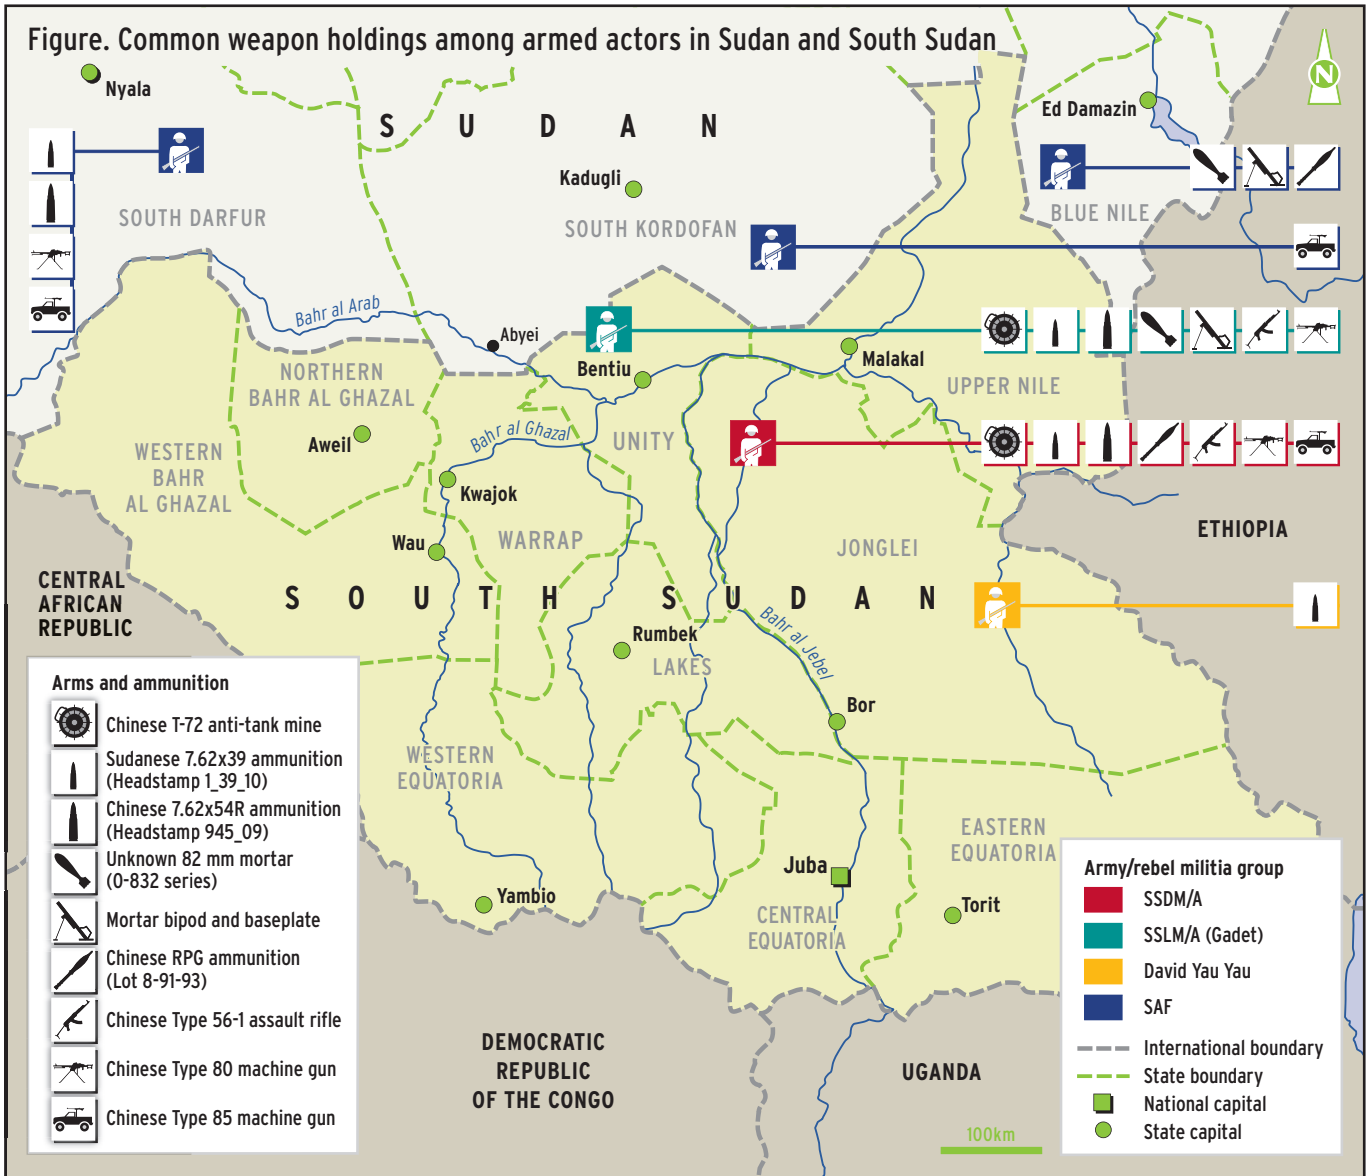 Figure. Common weapon holdings among armed actors in Sudan and South Sudan
N
Nyala
Ed Damazin
SUDAN
Kadugli
SOUTH DARFUR
SOUTH KORDOFAN
BLUE NILE
Bahr al Arab
Abyei
Bentiu
Malakal
NORTHERN
BAHR AL GHAZAL
UPPER NILE
Aweil
Bahr al Ghazal
UNITY
WESTERN
BAHR
AL GHAZAL
Kwajok
WARRAP
Wau
JONGLEI
ETHIOPIA
CENTRAL
AFRICAN
REPUBLIC
SOUTH SUDAN
Bahr al Jebel
Rumbek
LAKES
Bor
WESTERN
EQUATORIA
EASTERN
EQUATORIA
Juba
Yambio
Torit
CENTRAL
EQUATORIA
DEMOCRATIC
REPUBLIC
OF THE CONGO
UGANDA
100km
Arms and ammunition
Chinese T-72 anti-tank mine
Sudanese 7.62x39 ammunition
(Headstamp 1_39_10)
Chinese 7.62x54R ammunition
(Headstamp 945_09)
Unknown 82 mm mortar
(0-832 series)
Mortar bipod and baseplate
Chinese RPG ammunition
(Lot 8-91-93)
Chinese Type 56-1 assault rifle
Chinese Type 80 machine gun
Chinese Type 85 machine gun
Army/rebel militia group
SSDM/A
SSLM/A (Gadet)
David Yau Yau
SAF
International boundary
State boundary
National capital
State capital